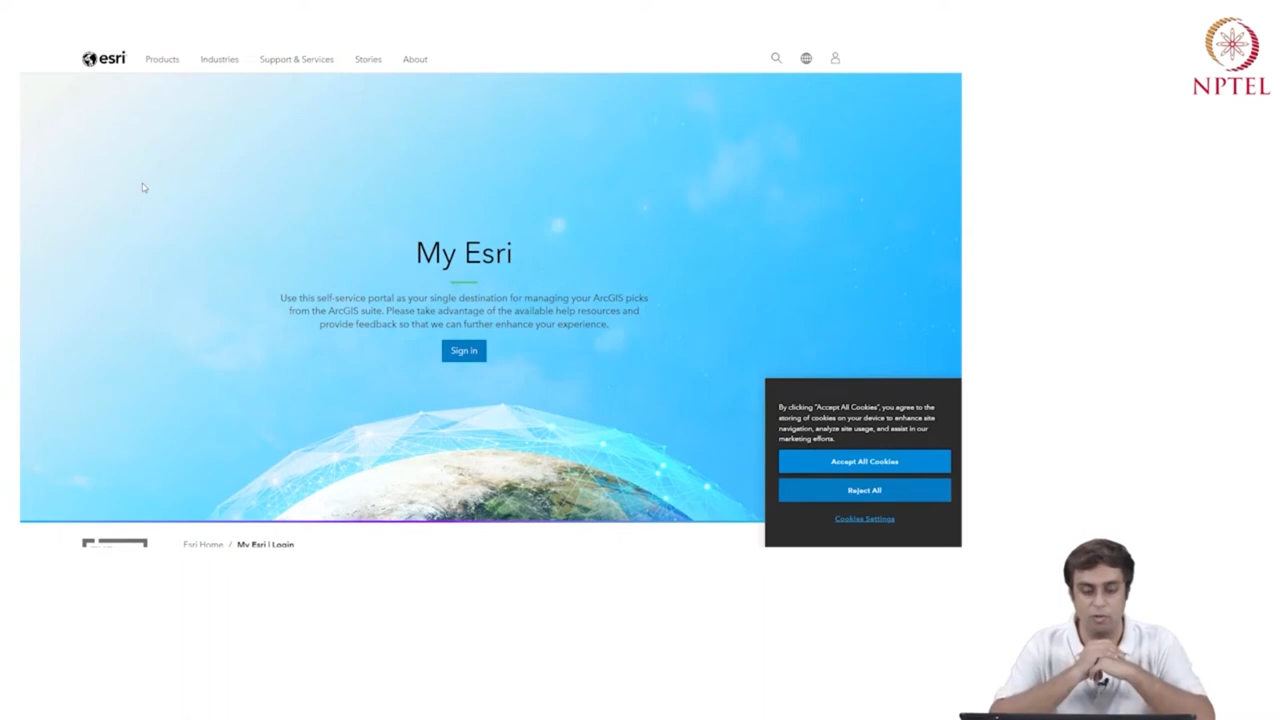 esri
Products
Industries
Support & Services
Stories
About
NPTEL
My Esri
Use this self-service portal as your single destination for managing your ArcGIS picks
from the ArcGIS suite. Please take advantage of the available help resources and
provide feedback so that we can further enhance your experience.
Sign in
By clicking "Accept All Cookies", you agree to the
storing of cookies on your device to enhance site
navigation, analyze site usage, and assist in our
marketing efforts.
Accept All Cookies
Reject All
Cookies Settings
Esri Home / My Esri | Login